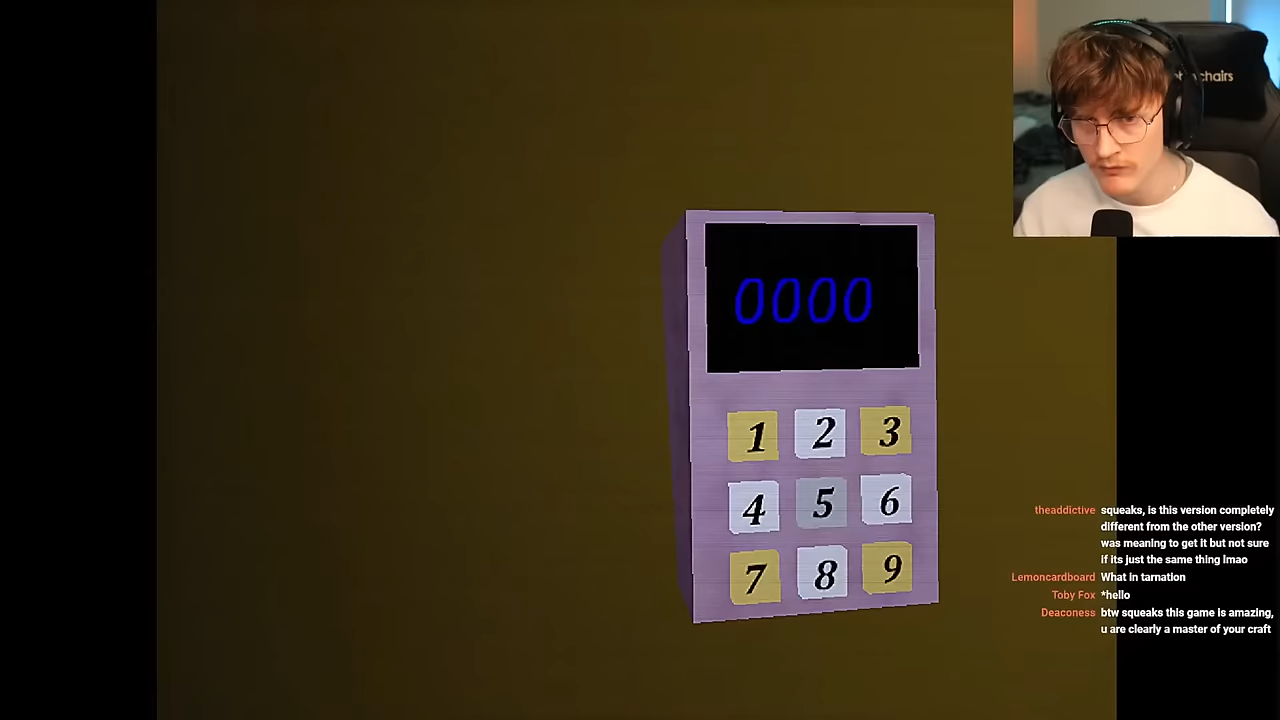 chairs
0000
1 2 3
4 5 6
7 8 9
theaddictive squeaks, is this version completely
different from the other version?
was meaning to get it but not sure
if its just the same thing lmao
Lemoncardboard What in tarnation
Toby Fox *hello
Deaconess btw squeaks this game is amazing,
u are clearly a master of your craft